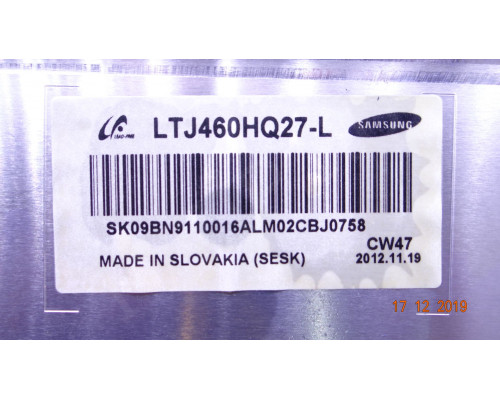 LTJ460HQ27-L
SAMSUNG
SK09BN9110016ALM02CBJ0758
CW47
MADE IN SLOVAKIA (SESK)
2012.11.19
17 12 2019